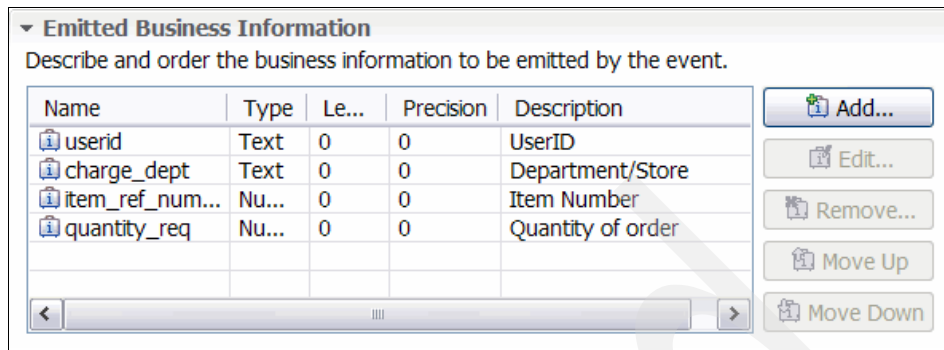 Emitted Business Information
Describe and order the business information to be emitted by the event.
Name Type Le... Precision Description
userid Text 0 0 UserID
charge_dept Text 0 0 Department/Store
item_ref_num... Nu... 0 0 Item Number
quantity_req Nu... 0 0 Quantity of order
Add...
Edit...
Remove...
Move Up
Move Down